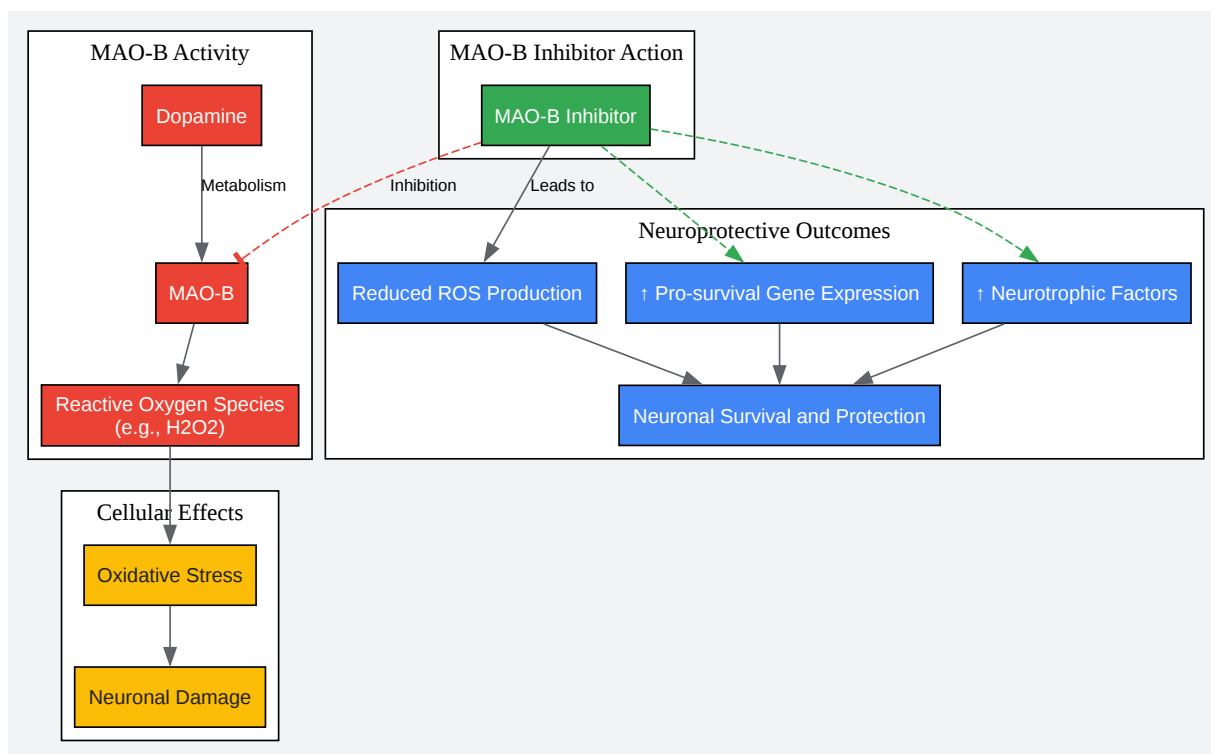 MAO-B Activity
Dopamine
Metabolism
MAO-B
Reactive Oxygen Species
(e.g., H2O2)
Cellular Effects
Oxidative Stress
Neuronal Damage
MAO-B Inhibitor Action
MAO-B Inhibitor
Inhibition
Leads to
Neuroprotective Outcomes
Reduced ROS Production
↑ Pro-survival Gene Expression
↑ Neurotrophic Factors
Neuronal Survival and Protection